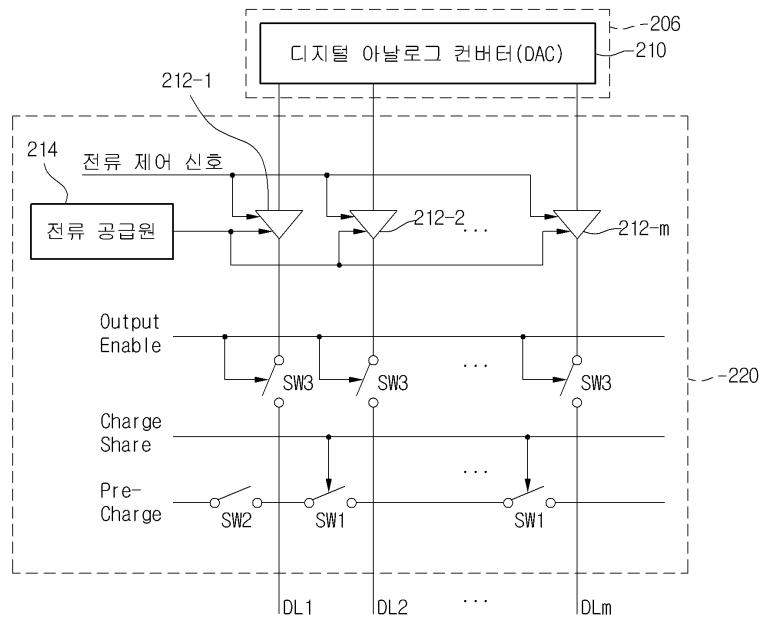 206
디지털 아날로그 컨버터(DAC)
210
212-1
214
전류 제어 신호
전류 공급원
212-2
...
212-m
Output
Enable
SW3
SW3
...
SW3
220
Charge
Share
...
Pre-
Charge
SW2
SW1
SW1
DL1
DL2
...
DLm